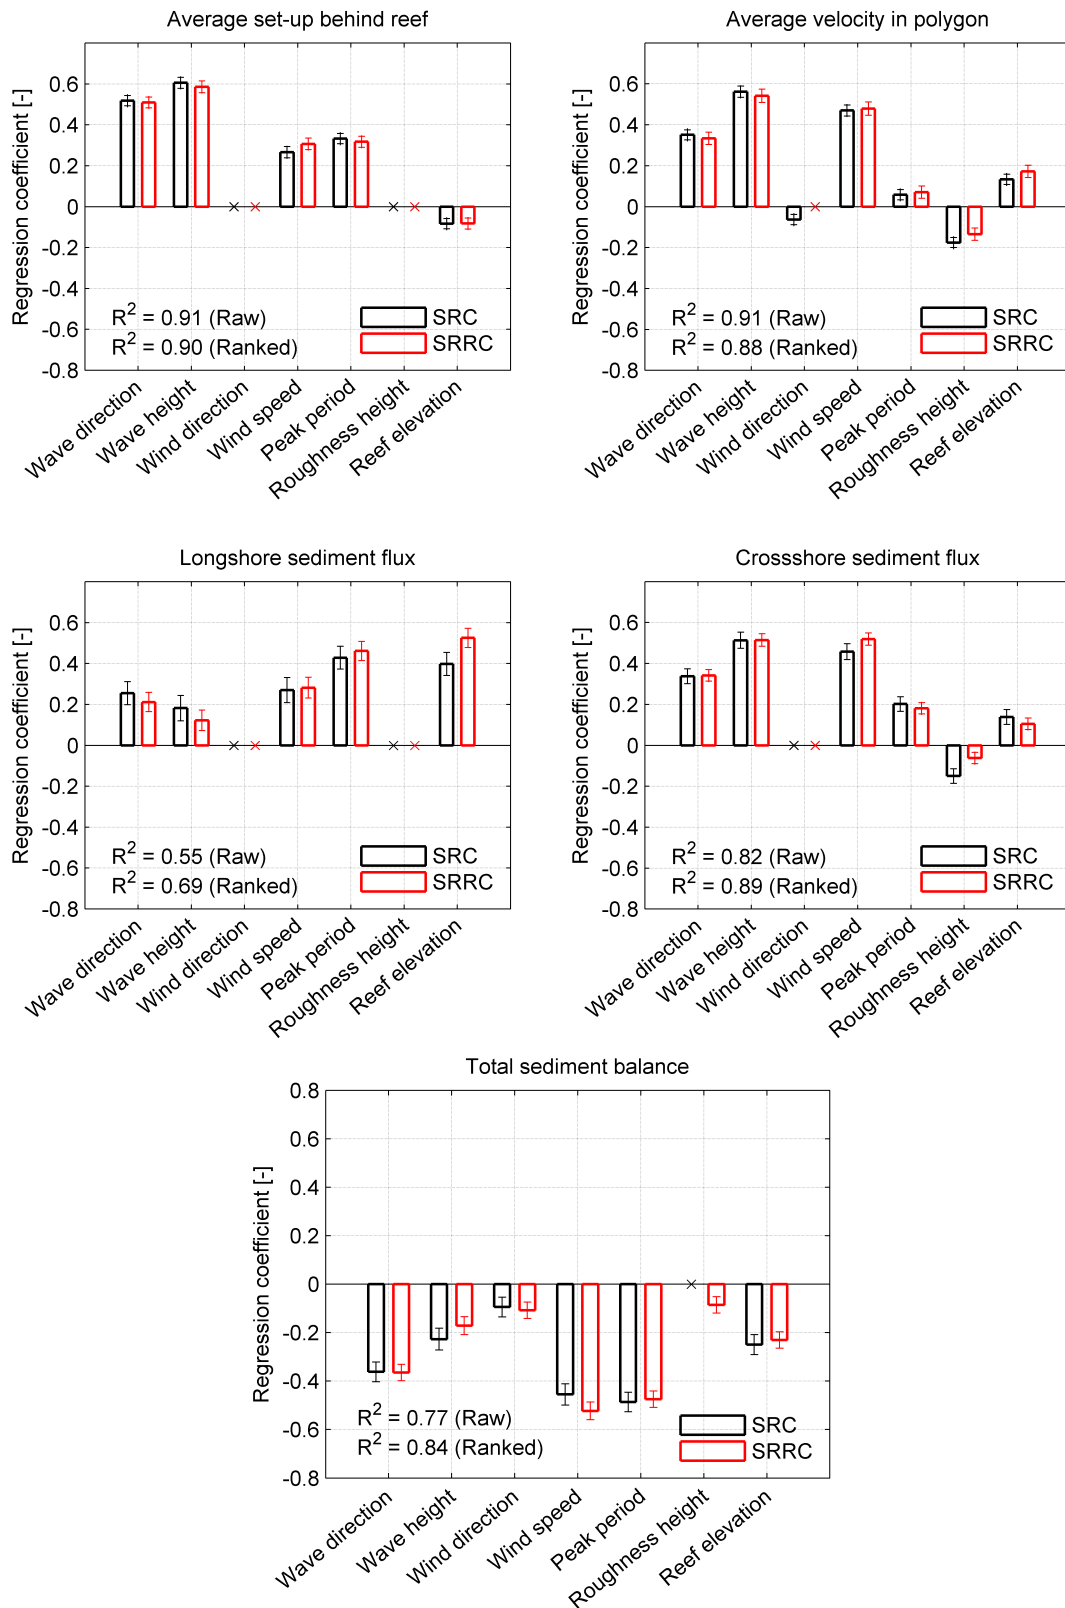 Average set-up behind reef
Regression coefficient [-]
0.6
0.4
0.2
0
-0.2
-0.4
-0.6
-0.8
R² = 0.91 (Raw)
R² = 0.90 (Ranked)
SRC
SRRC
Wave direction
Wave height
Wind direction
Wind speed
Peak period
Roughness height
Reef elevation
Average velocity in polygon
Regression coefficient [-]
0.6
0.4
0.2
0
-0.2
-0.4
-0.6
-0.8
R² = 0.91 (Raw)
R² = 0.88 (Ranked)
SRC
SRRC
Wave direction
Wave height
Wind direction
Wind speed
Peak period
Roughness height
Reef elevation
Longshore sediment flux
Regression coefficient [-]
0.6
0.4
0.2
0
-0.2
-0.4
-0.6
-0.8
R² = 0.55 (Raw)
R² = 0.69 (Ranked)
SRC
SRRC
Wave direction
Wave height
Wind direction
Wind speed
Peak period
Roughness height
Reef elevation
Crossshore sediment flux
Regression coefficient [-]
0.6
0.4
0.2
0
-0.2
-0.4
-0.6
-0.8
R² = 0.82 (Raw)
R² = 0.89 (Ranked)
SRC
SRRC
Wave direction
Wave height
Wind direction
Wind speed
Peak period
Roughness height
Reef elevation
Total sediment balance
Regression coefficient [-]
0.8
0.6
0.4
0.2
0
-0.2
-0.4
-0.6
-0.8
R² = 0.77 (Raw)
R² = 0.84 (Ranked)
SRC
SRRC
Wave direction
Wave height
Wind direction
Wind speed
Peak period
Roughness height
Reef elevation